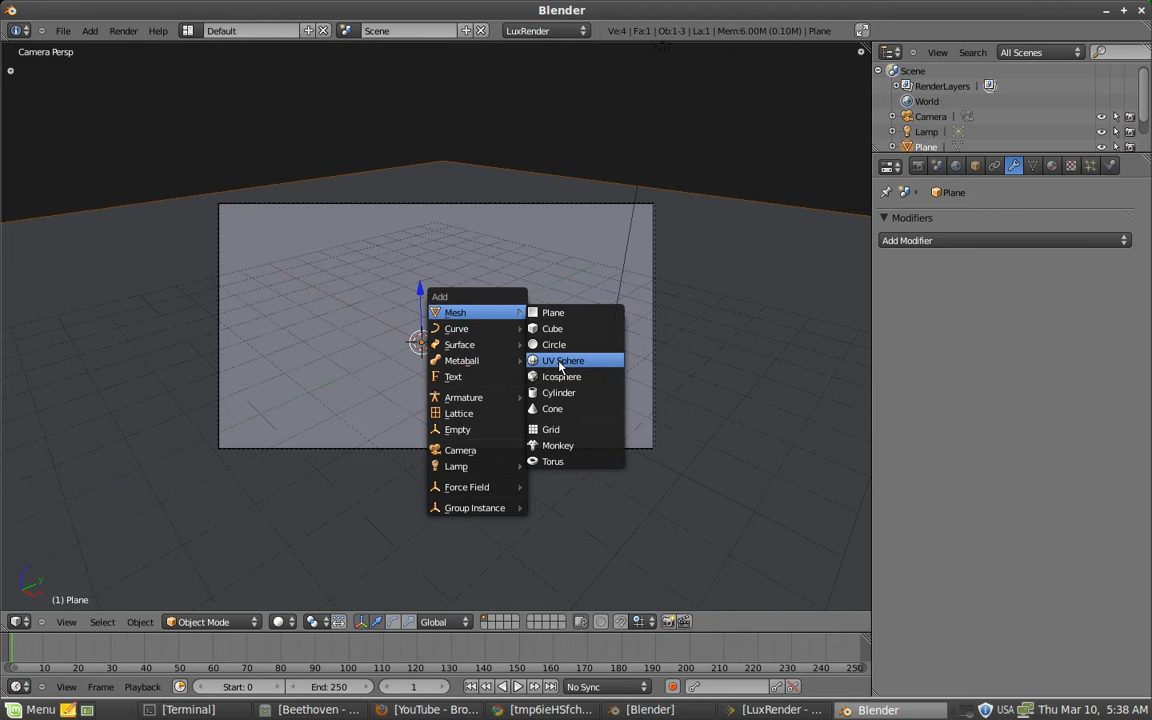 Blender
File Add Render Help Default Scene LuxRender Ve:4 | Fa:1 | Ob:1-3 | La:1 | Mem:6.00M (0.10M) | Plane
Camera Persp
View Search All Scenes
Scene
RenderLayers
World
Camera
Lamp
Plane
Plane
Modifiers
Add Modifier
Add
Mesh
Curve
Surface
Metaball
Text
Armature
Lattice
Empty
Camera
Lamp
Force Field
Group Instance
Plane
Cube
Circle
UV Sphere
Icosphere
Cylinder
Cone
Grid
Monkey
Torus
(1) Plane
View Select Object Object Mode Global
10 20 30 40 50 60 70 80 90 100 110 120 130 140 150 160 170 180 190 200 210 220 230 240 250
View Frame Playback Start: 0 End: 250 1 No Sync
Menu [Terminal] [Beethoven - ... [YouTube - Bro... [tmp6ieHSfch... [Blender] [LuxRender - ... Blender USA Thu Mar 10, 5:38 AM